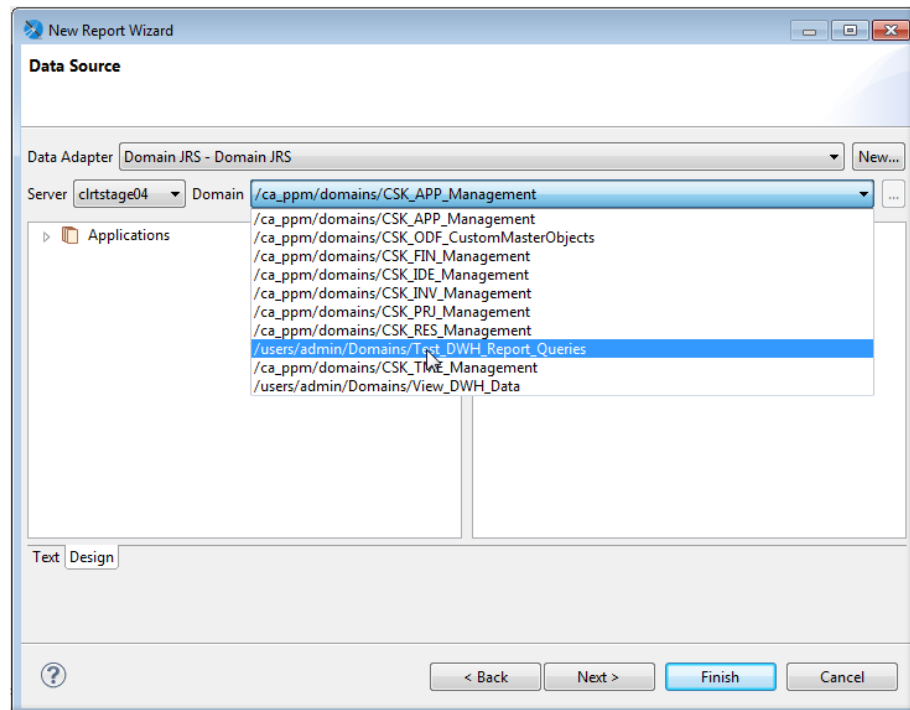 New Report Wizard
Data Source
Data Adapter Domain JRS - Domain JRS New...
Server clrtstage04 Domain /ca_ppm/domains/CSK_APP_Management ...
Applications
/ca_ppm/domains/CSK_APP_Management
/ca_ppm/domains/CSK_ODF_CustomMasterObjects
/ca_ppm/domains/CSK_FIN_Management
/ca_ppm/domains/CSK_IDE_Management
/ca_ppm/domains/CSK_INV_Management
/ca_ppm/domains/CSK_PRJ_Management
/ca_ppm/domains/CSK_RES_Management
/users/admin/Domains/Test_DWH_Report_Queries
/ca_ppm/domains/CSK_TIME_Management
/users/admin/Domains/View_DWH_Data
Text Design
? < Back Next > Finish Cancel